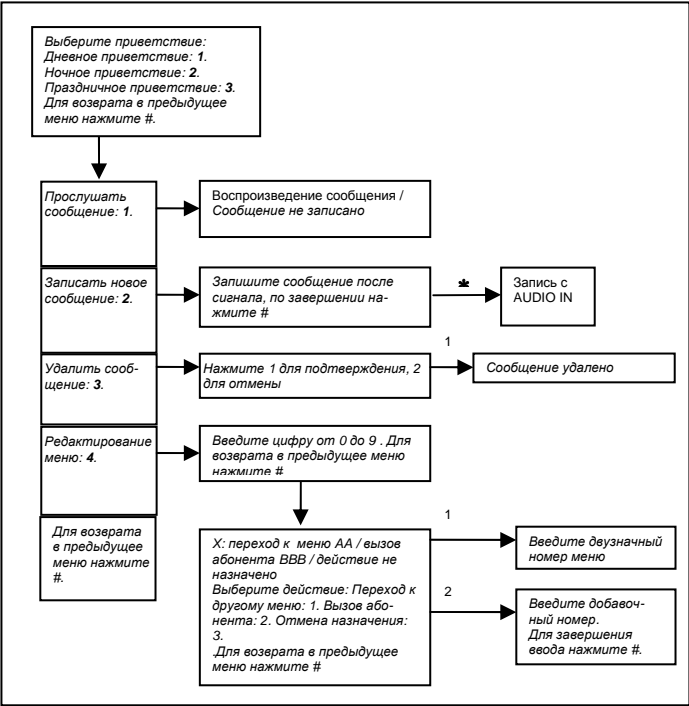 Выберите приветствие:
Дневное приветствие: 1.
Ночное приветствие: 2.
Праздничное приветствие: 3.
Для возврата в предыдущее
меню нажмите #.
Прослушать
сообщение: 1.
Воспроизведение сообщения /
Сообщение не записано
Записать новое
сообщение: 2.
Запишите сообщение после
сигнала, по завершении на-
жмите #
*
Запись с
AUDIO IN
Удалить сооб-
щение: 3.
Нажмите 1 для подтверждения, 2
для отмены
1
Сообщение удалено
Редактирование
меню: 4.
Введите цифру от 0 до 9 . Для
возврата в предыдущее меню
нажмите #
Для возврата
в предыдущее
меню нажмите
#.
X: переход к меню AA / вызов
абонента BBB / действие не
назначено
Выберите действие: Переход к
другому меню: 1. Вызов або-
нента: 2. Отмена назначения:
3.
.Для возврата в предыдущее
меню нажмите #
1
Введите двузначный
номер меню
2
Введите добавоч-
ный номер.
Для завершения
ввода нажмите #.